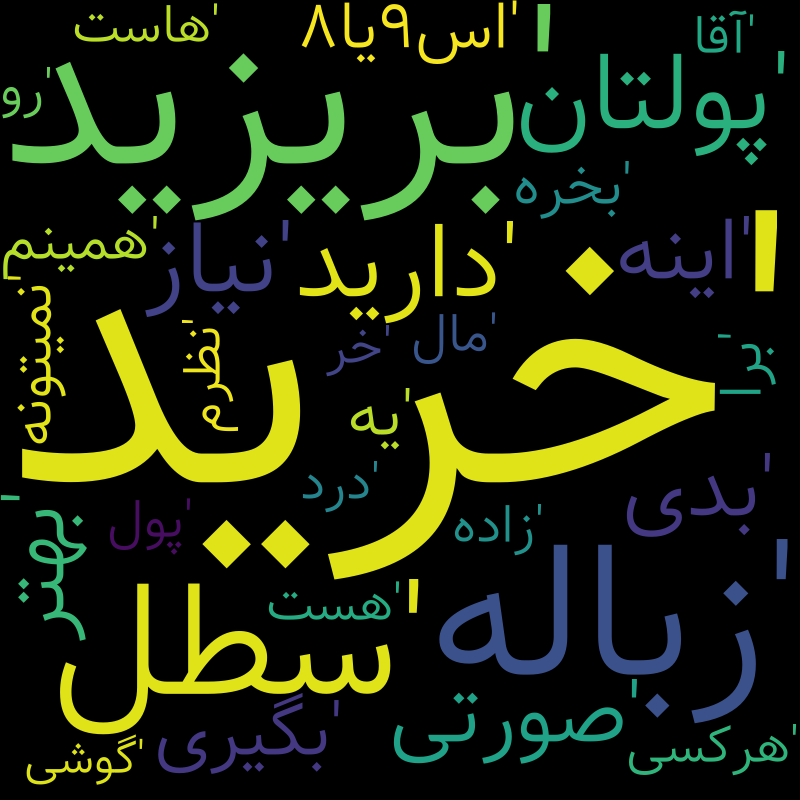 'هاست
'اس۹یا۸
'آقا
'رو
'بریزید
'پولتان
'بخره
'همینم
'نیاز
'دارید
'اینه
'نمیتونه
'نظرم
'خر
'مال
'برا
'خرید
'یه
'درد
'بدی
'بهتر
'پول
'زاده
'زباله
'سطل
'هست
'بگیری
'صورتی
'گوشی
'هرکسی